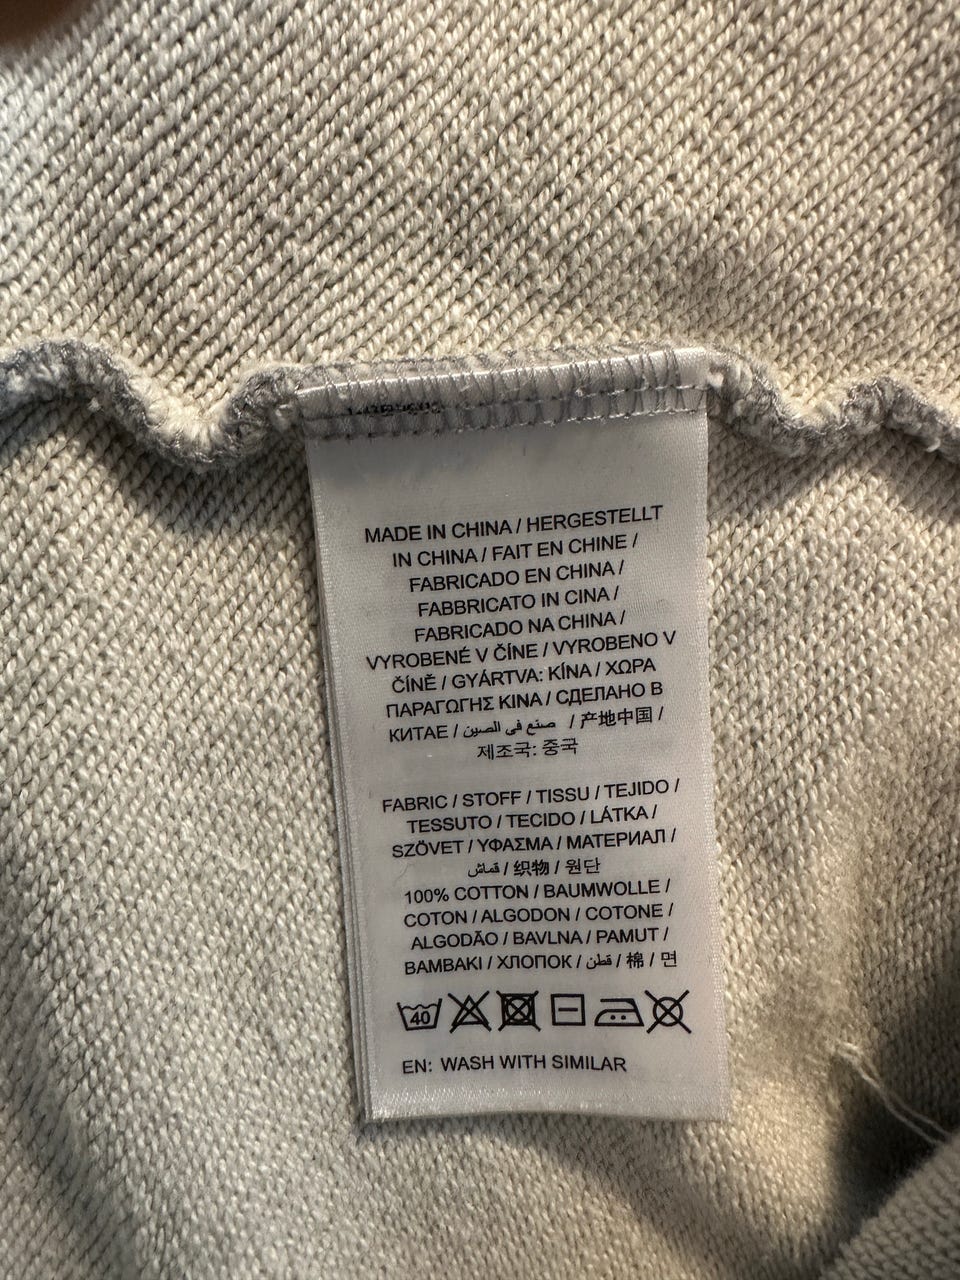 MADE IN CHINA / HERGESTELLT
IN CHINA / FAIT EN CHINE /
FABRICADO EN CHINA /
FABBRICATO IN CINA /
FABRICADO NA CHINA /
VYROBENÉ V ČÍNE / VYROBENO V
ČÍNĚ / GYÁRTVA: KÍNA / ΧΩΡΑ
ΠΑΡΑΓΩΓΗΣ ΚΙΝΑ / СДЕЛАНО В
КИТАЕ / صنع في الصين / 产地中国 /
제조국: 중국
FABRIC / STOFF / TISSU / TEJIDO /
TESSUTO / TECIDO / LÁTKA /
SZÖVET / ΥΦΑΣΜΑ / МАТЕРИАЛ /
قماش / 织物 / 원단
100% COTTON / BAUMWOLLE /
COTON / ALGODON / COTONE /
ALGODÃO / BAVLNA / PAMUT /
ΒΑΜΒΑΚΙ / ХЛОПОК / قطن / 棉 / 면
40
EN: WASH WITH SIMILAR